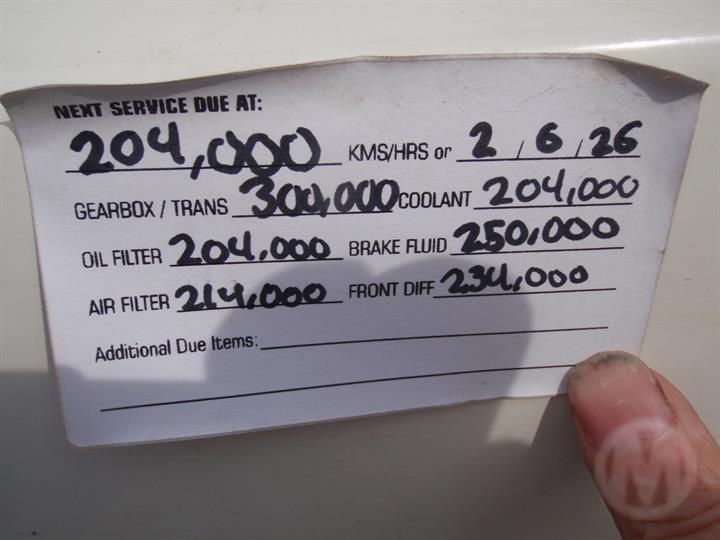 NEXT SERVICE DUE AT:
204,000 KMS/HRS or 2 / 6 / 26
GEARBOX / TRANS 300,000 COOLANT 204,000
OIL FILTER 204,000 BRAKE FLUID 250,000
AIR FILTER 214,000 FRONT DIFF 234,000
Additional Due Items:
M